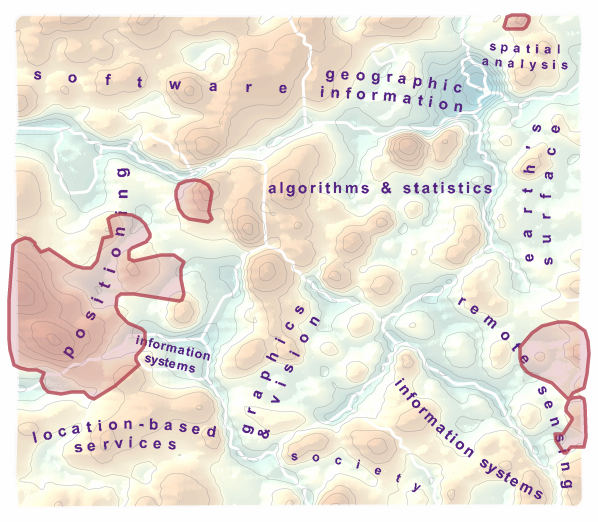 spatial
analysis
software
geographic
information
earth's
surface
algorithms & statistics
positioning
information
systems
graphics
& vision
remote sensing
information systems
location-based
services
society